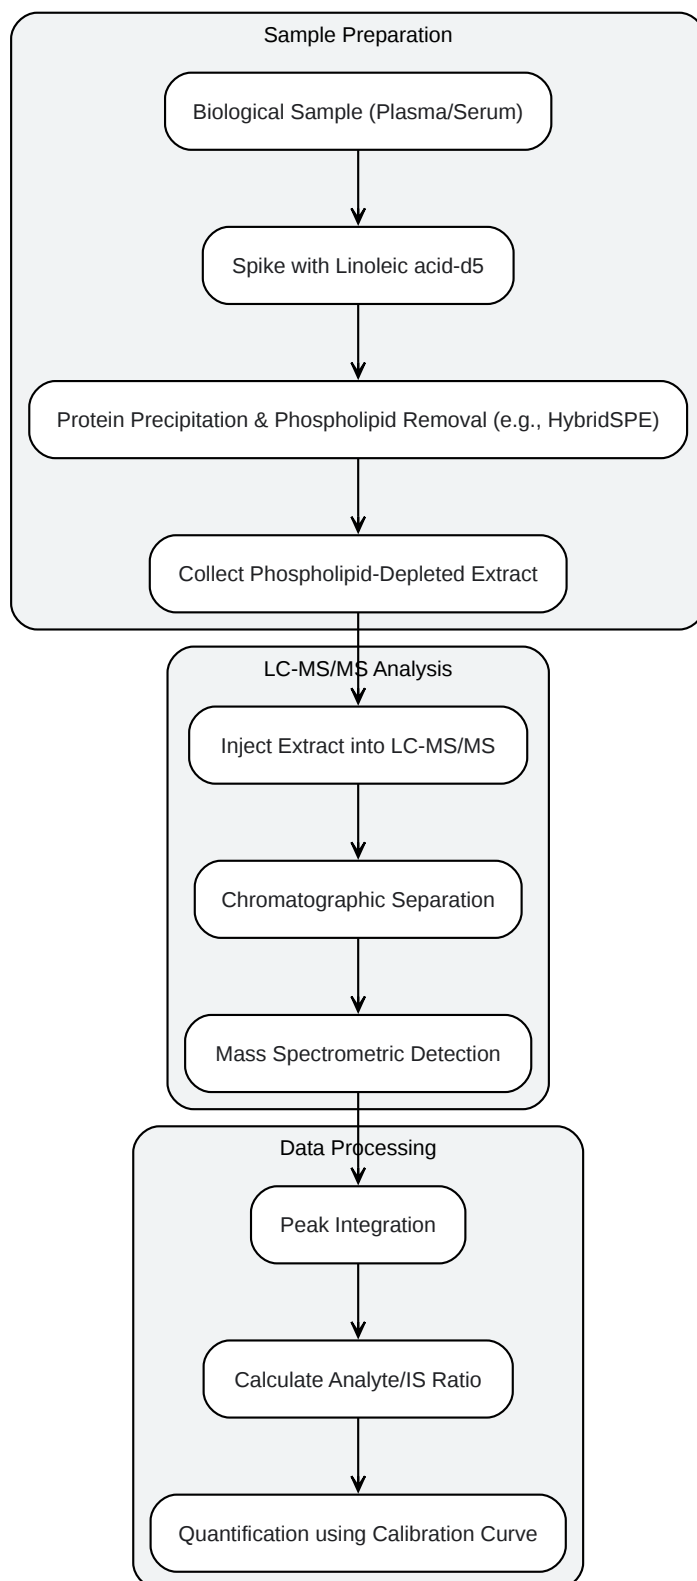 Sample Preparation
Biological Sample (Plasma/Serum)
Spike with Linoleic acid-d5
Protein Precipitation & Phospholipid Removal (e.g., HybridSPE)
Collect Phospholipid-Depleted Extract
LC-MS/MS Analysis
Inject Extract into LC-MS/MS
Chromatographic Separation
Mass Spectrometric Detection
Data Processing
Peak Integration
Calculate Analyte/IS Ratio
Quantification using Calibration Curve